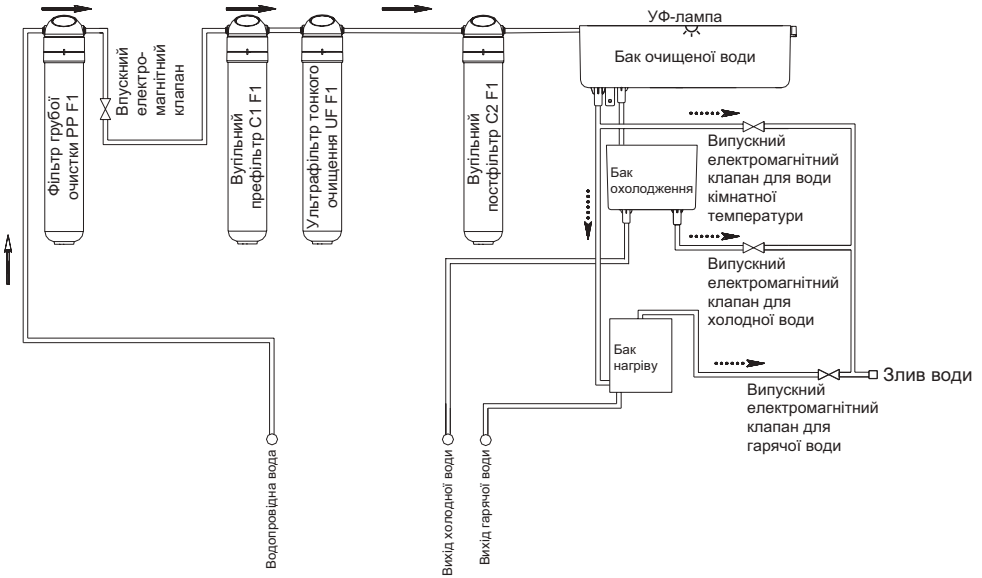 Фільтр грубої
очистки PP F1
Впускний
електро-
магнітний
клапан
Вугільний
префільтр C1 F1
Ультрафільтр тонкого
очищення UF F1
Вугільний
постфільтр C2 F1
УФ-лампа
Бак очищеної води
Випускний
електромагнітний
клапан для води
кімнатної
температури
Бак
охолодження
Випускний
електромагнітний
клапан для
холодної води
Бак
нагріву
Злив води
Випускний
електромагнітний
клапан для
гарячої води
Водопровідна вода
Вихід холодної води
Вихід гарячої води